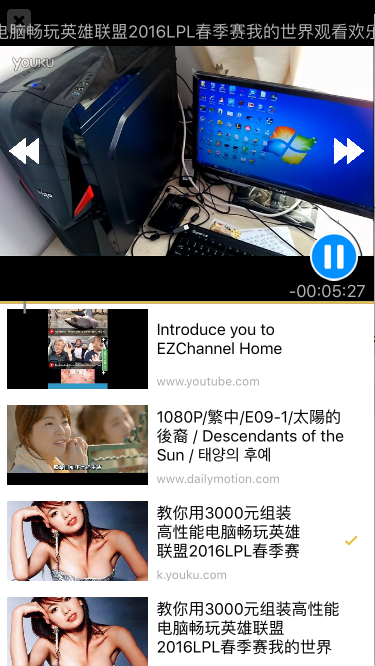 电脑畅玩英雄联盟2016LPL春季赛我的世界观看欢乐
YOUKU
-00:05:27
Introduce you to
EZChannel Home
www.youtube.com
1080P/繁中/E09-1/太陽的
後裔 / Descendants of the
Sun / 태양의 후예
www.dailymotion.com
教你用3000元组装
高性能电脑畅玩英雄
联盟2016LPL春季赛
k.youku.com
教你用3000元组装高性能
电脑畅玩英雄联盟
2016LPL春季赛我的世界